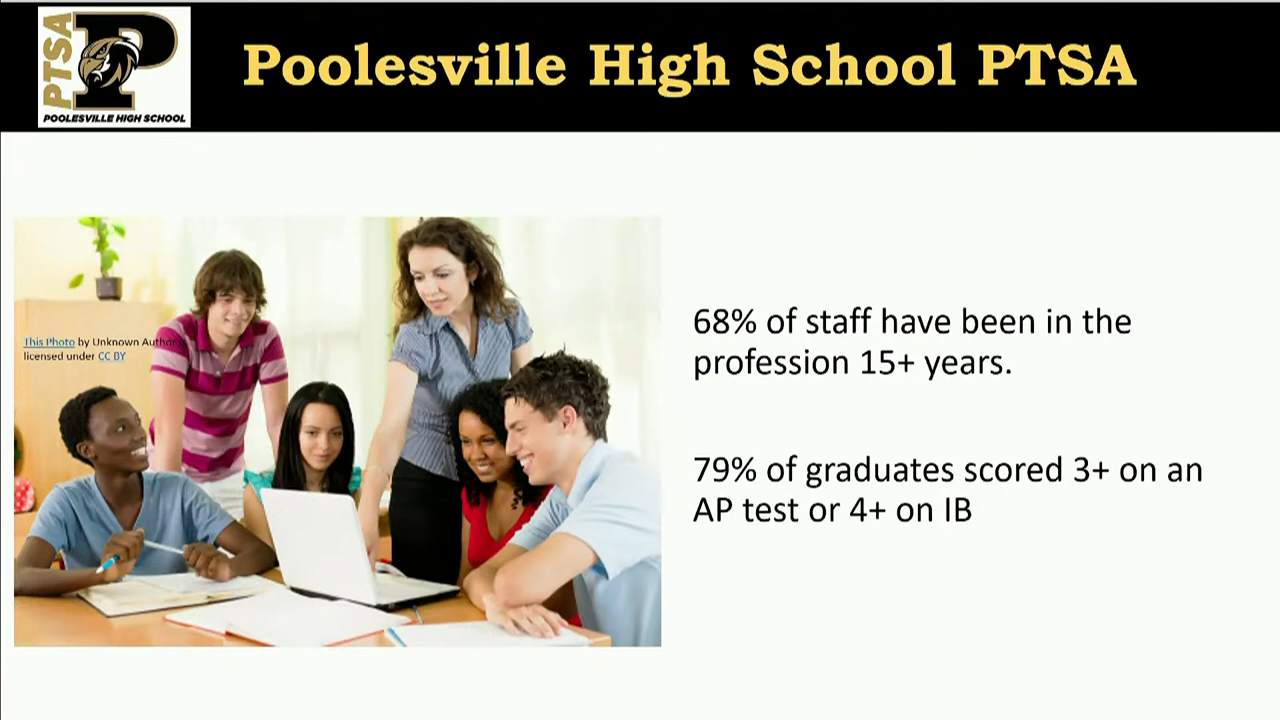 PTSA
P
POOLESVILLE HIGH SCHOOL
Poolesville High School PTSA
This Photo by Unknown Author is
licensed under CC BY
68% of staff have been in the
profession 15+ years.
79% of graduates scored 3+ on an
AP test or 4+ on IB